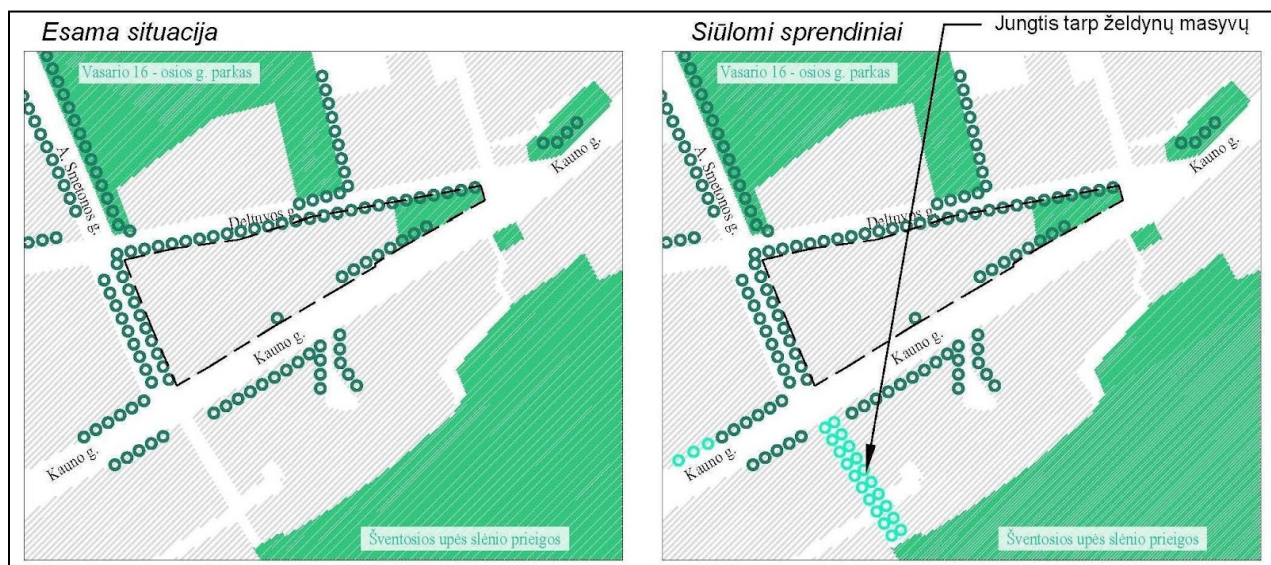 Esama situacija
Vasario 16 - osios g. parkas
A. Smetonos g.
Deltuvos g.
Kauno g.
Kauno g.
Kauno g.
Šventosios upės slėnio prieigos
Siūlomi sprendiniai
Jungtis tarp želdynų masyvų
Vasario 16 - osios g. parkas
A. Smetonos g.
Deltuvos g.
Kauno g.
Kauno g.
Kauno g.
Šventosios upės slėnio prieigos